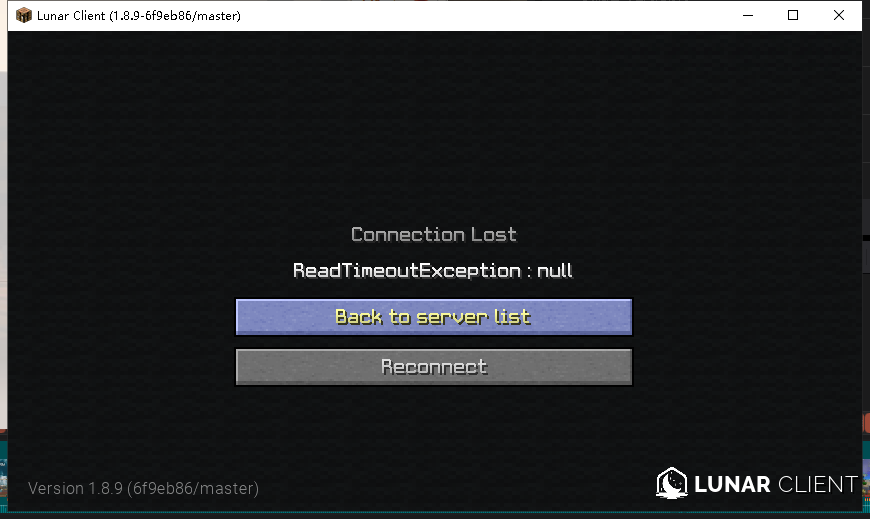 Lunar Client (1.8.9-6f9eb86/master)
Connection Lost
ReadTimeoutException : null
Back to server list
Reconnect
Version 1.8.9 (6f9eb86/master)
LUNAR CLIENT